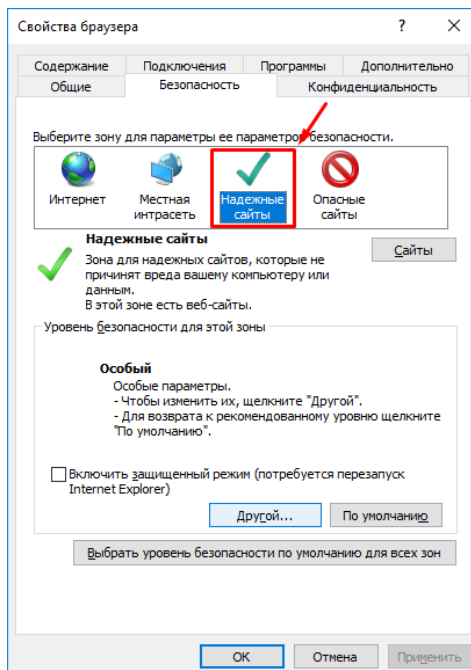 Свойства браузера
Содержание Подключения Программы Дополнительно
Общие Безопасность Конфиденциальность
Выберите зону для параметры ее параметров безопасности.
Интернет Местная интрасеть Надежные сайты Опасные сайты
Надежные сайты
Сайты
Зона для надежных сайтов, которые не
причинят вреда вашему компьютеру или
данным.
В этой зоне есть веб-сайты.
Уровень безопасности для этой зоны
Особый
Особые параметры.
- Чтобы изменить их, щелкните "Другой".
- Для возврата к рекомендованному уровню щелкните
"По умолчанию".
Включить защищенный режим (потребуется перезапуск
Internet Explorer)
Другой... По умолчанию
Выбрать уровень безопасности по умолчанию для всех зон
ОК Отмена Применить